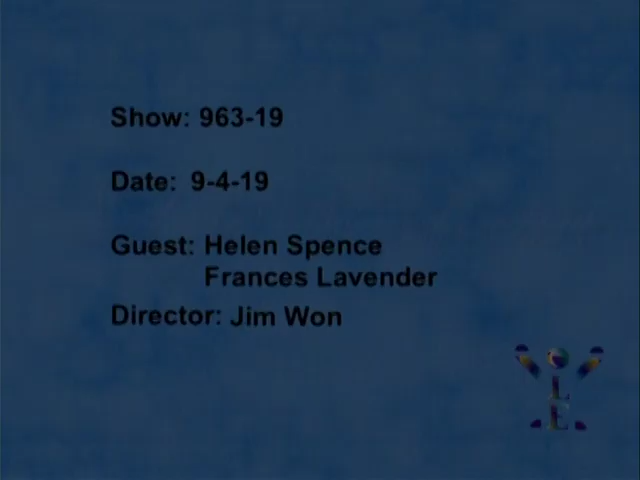 Show: 963-19
Date: 9-4-19
Guest: Helen Spence
Frances Lavender
Director: Jim Won
L
E